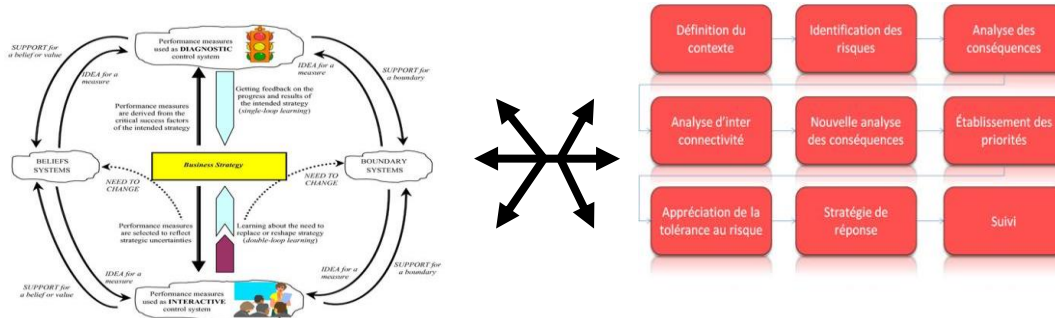 Performance measures
used as DIAGNOSTIC
control system
SUPPORT for
a belief or value
IDEA for a
measure
IDEA for a
measure
SUPPORT for
a boundary
Getting feedback on the
progress and results of
the intended strategy
(single-loop learning)
Performance measures
are derived from the
critical success factors
of the intended strategy
BELIEFS
SYSTEMS
Business Strategy
BOUNDARY
SYSTEMS
NEED TO
CHANGE
NEED TO
CHANGE
Performance measures
are selected to reflect
strategic uncertainties
Learning about the need to
replace or reshape strategy
(double-loop learning)
IDEA for a
measure
SUPPORT for
a belief or value
IDEA for a
measure
SUPPORT for
a boundary
Performance measures
used as INTERACTIVE
control system
Définition du
contexte
Identification des
risques
Analyse des
conséquences
Analyse d'inter
connectivité
Nouvelle analyse
des conséquences
Établissement des
priorités
Appréciation de la
tolérance au risque
Stratégie de
réponse
Suivi